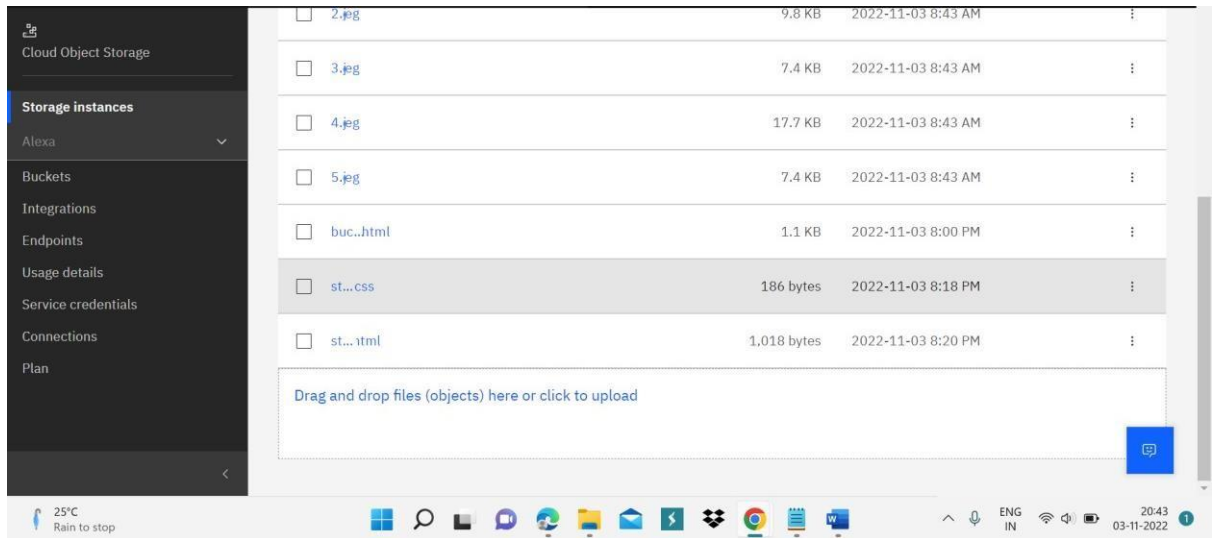 Cloud Object Storage
Storage instances
Alexa
Buckets
Integrations
Endpoints
Usage details
Service credentials
Connections
Plan
2.jeg 9.8 KB 2022-11-03 8:43 AM
3.jeg 7.4 KB 2022-11-03 8:43 AM
4.jeg 17.7 KB 2022-11-03 8:43 AM
5.jeg 7.4 KB 2022-11-03 8:43 AM
buc..html 1.1 KB 2022-11-03 8:00 PM
st...css 186 bytes 2022-11-03 8:18 PM
st... 1,018 bytes 2022-11-03 8:20 PM
Drag and drop files (objects) here or click to upload
25°C
Rain to stop
ENG
IN
20:43
03-11-2022
1